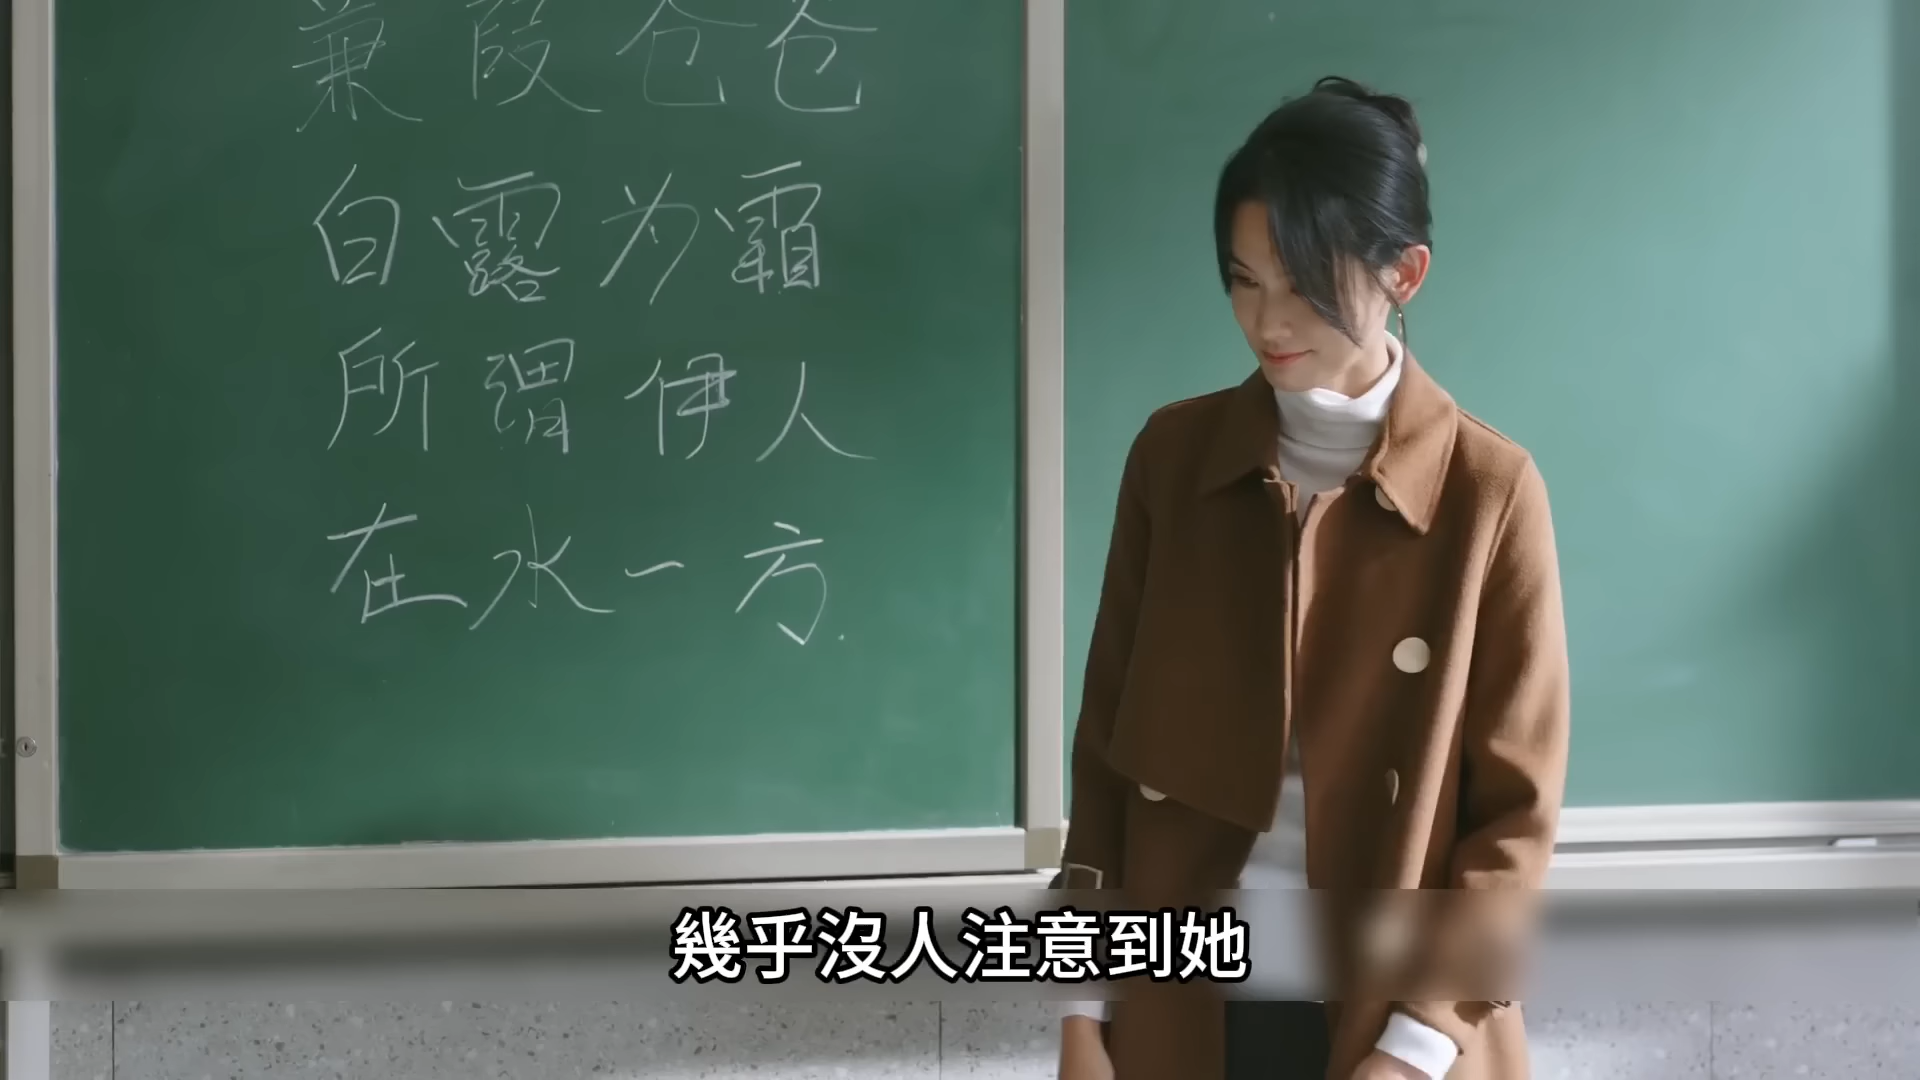 蒹葭苍苍
白露为霜
所谓伊人
在水一方.
幾乎沒人注意到她